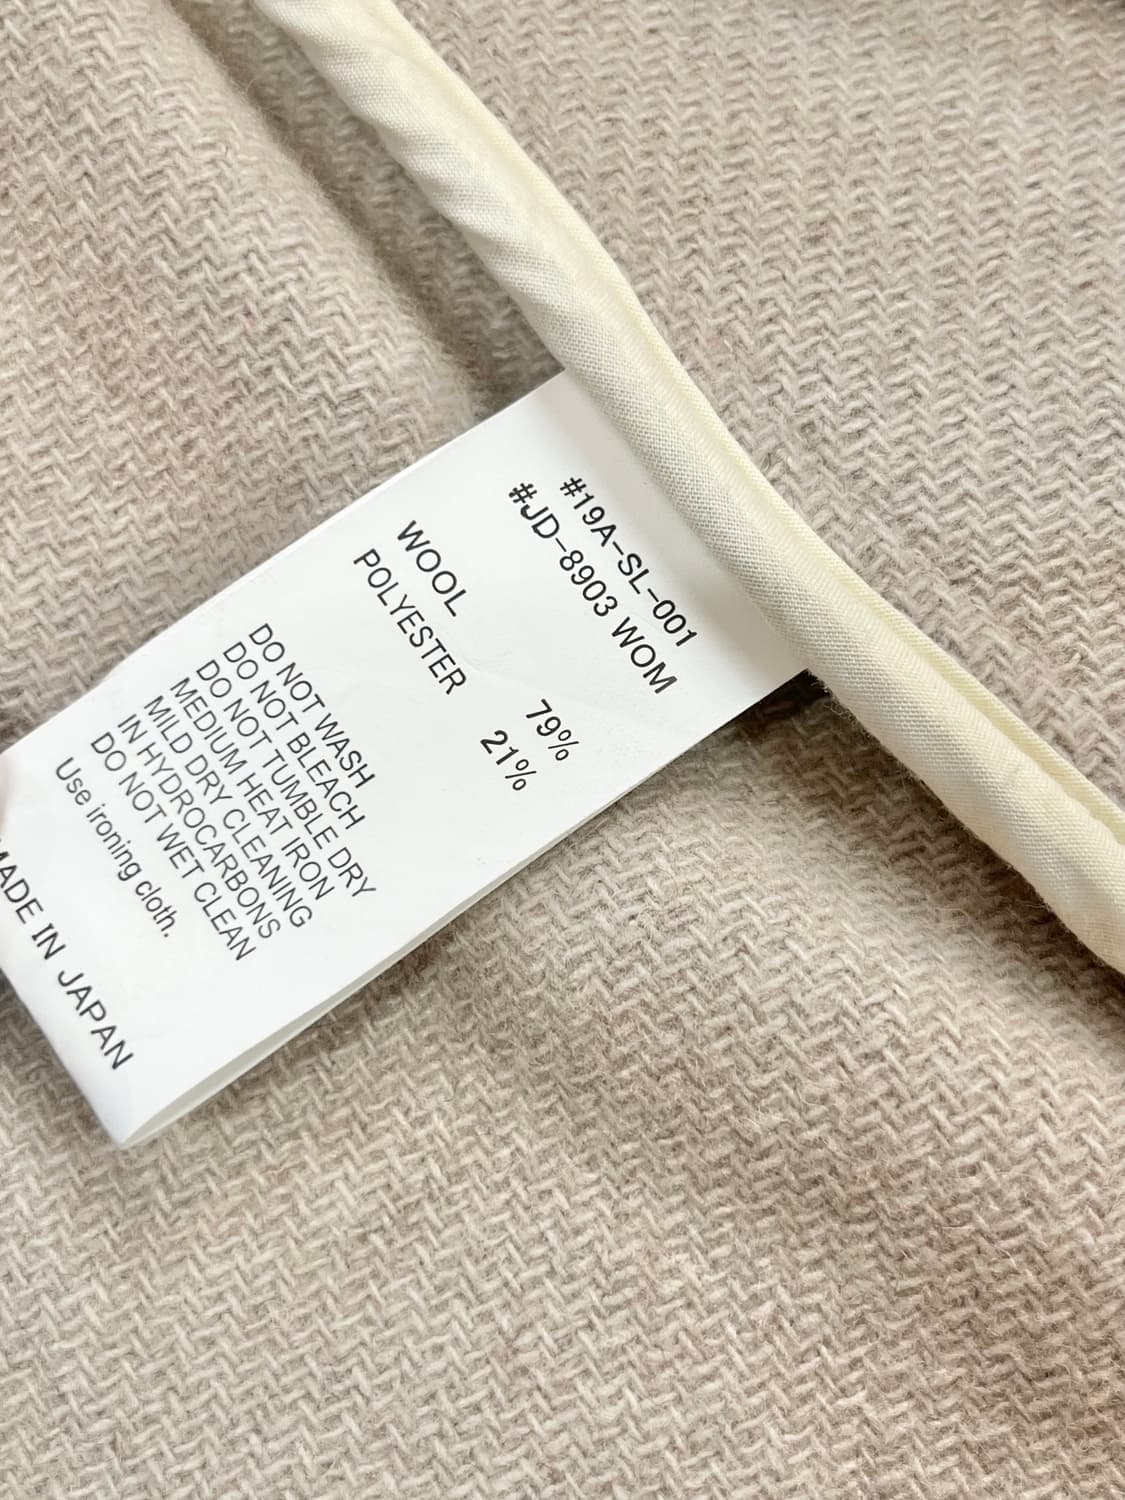 #19A-SL-001
#JD-8903 WOM
WOOL 79%
POLYESTER 21%
DO NOT WASH
DO NOT BLEACH
DO NOT TUMBLE DRY
MEDIUM HEAT IRON
MILD DRY CLEANING
IN HYDROCARBONS
DO NOT WET CLEAN
Use ironing cloth.
MADE IN JAPAN